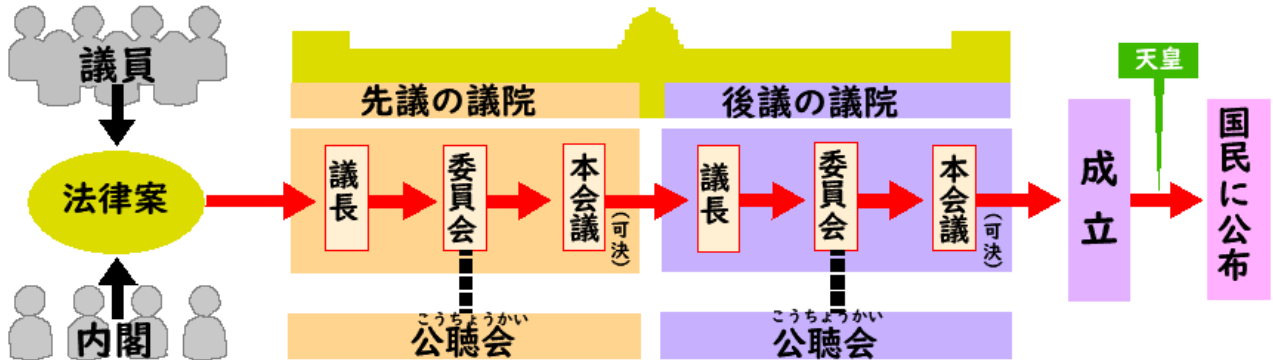 議員
法律案
内閣
先議の議院
議長
委員会
本会議
(可決)
こうちょうかい
公聴会
後議の議院
議長
委員会
本会議
(可決)
こうちょうかい
公聴会
成立
天皇
国民に公布